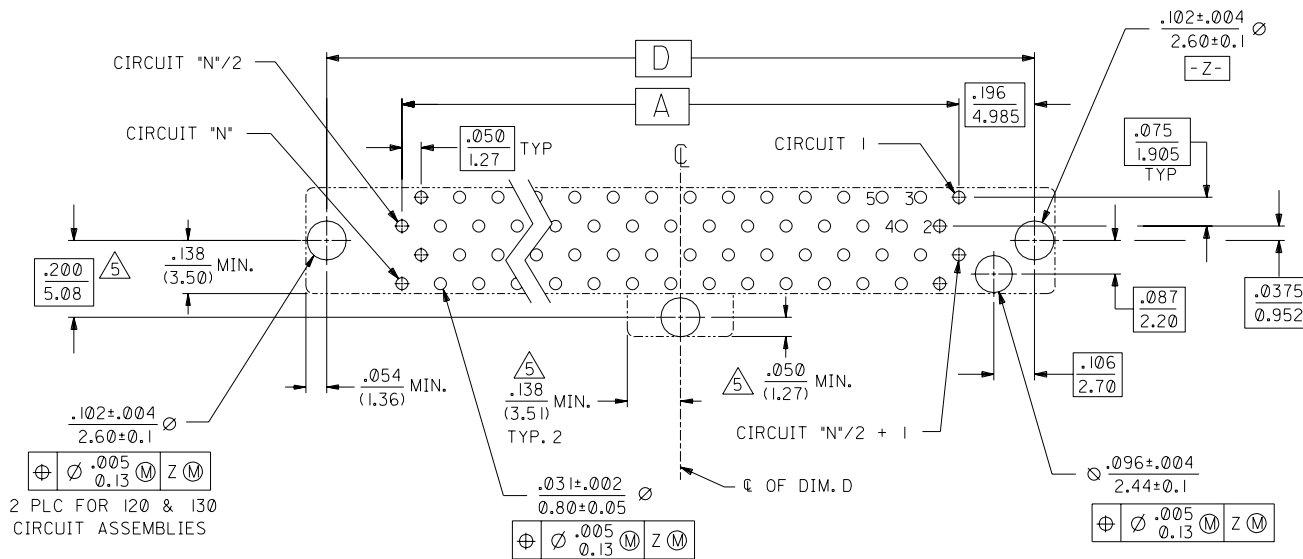 .102±.004
2.60±0.1 Ø
-Z-
CIRCUIT "N"/2
D
A
.196
4.985
CIRCUIT "N"
.050
1.27
TYP
℄
CIRCUIT 1
.075
1.905
TYP
5 3
4 2
.200
5.08
5
.138
(3.50)
MIN.
.087
2.20
.0375
0.952
.054
(1.36)
MIN.
5
.138
(3.51)
MIN.
TYP. 2
5
.050
(1.27)
MIN.
.106
2.70
CIRCUIT "N"/2 + 1
.102±.004
2.60±0.1 Ø
⌖ Ø .005
0.13 Ⓜ Z Ⓜ
2 PLC FOR 120 & 130
CIRCUIT ASSEMBLIES
.031±.002
0.80±0.05 Ø
⌖ Ø .005
0.13 Ⓜ Z Ⓜ
℄ OF DIM. D
Ø .096±.004
2.44±0.1
⌖ Ø .005
0.13 Ⓜ Z Ⓜ